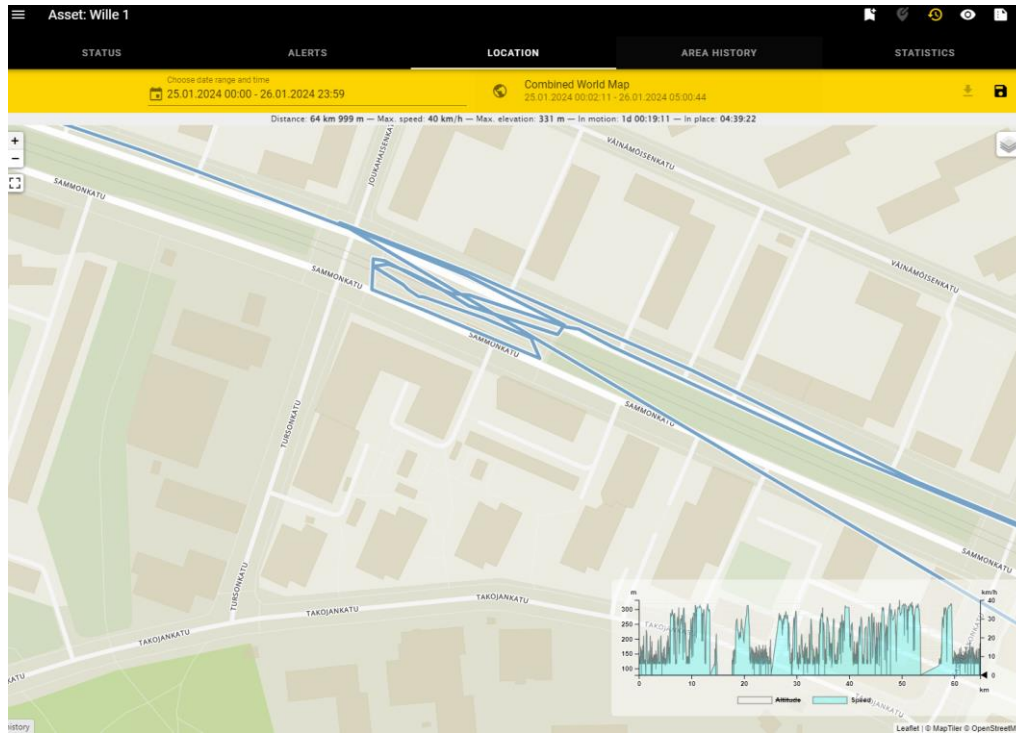 Asset: Wille 1
STATUS
ALERTS
LOCATION
AREA HISTORY
STATISTICS
Choose date range and time
25.01.2024 00:00 - 26.01.2024 23:59
Combined World Map
25.01.2024 00:02:11 - 26.01.2024 05:00:44
Distance: 64 km 999 m — Max. speed: 40 km/h — Max. elevation: 331 m — In motion: 1d 00:19:11 — In place: 04:39:22
+
−
JOUKAHAISENKAT
VÄINÄMÖISENKATU
SAMMONKATU
SAMMONKATU
VÄINÄMÖISENKATU
SAMMONKATU
SAMMONKATU
TURSONKATU
SAMMONKATU
TURSONKATU
TAKOJANKATU
TAKOJANKATU
TAKOJANKATU
KATU
m
km/h
300
250
200
150
100
40
30
20
10
0
0
10
20
30
40
50
60
km
Altitude
Speed
istory
Leaflet | © MapTiler © OpenStreetM